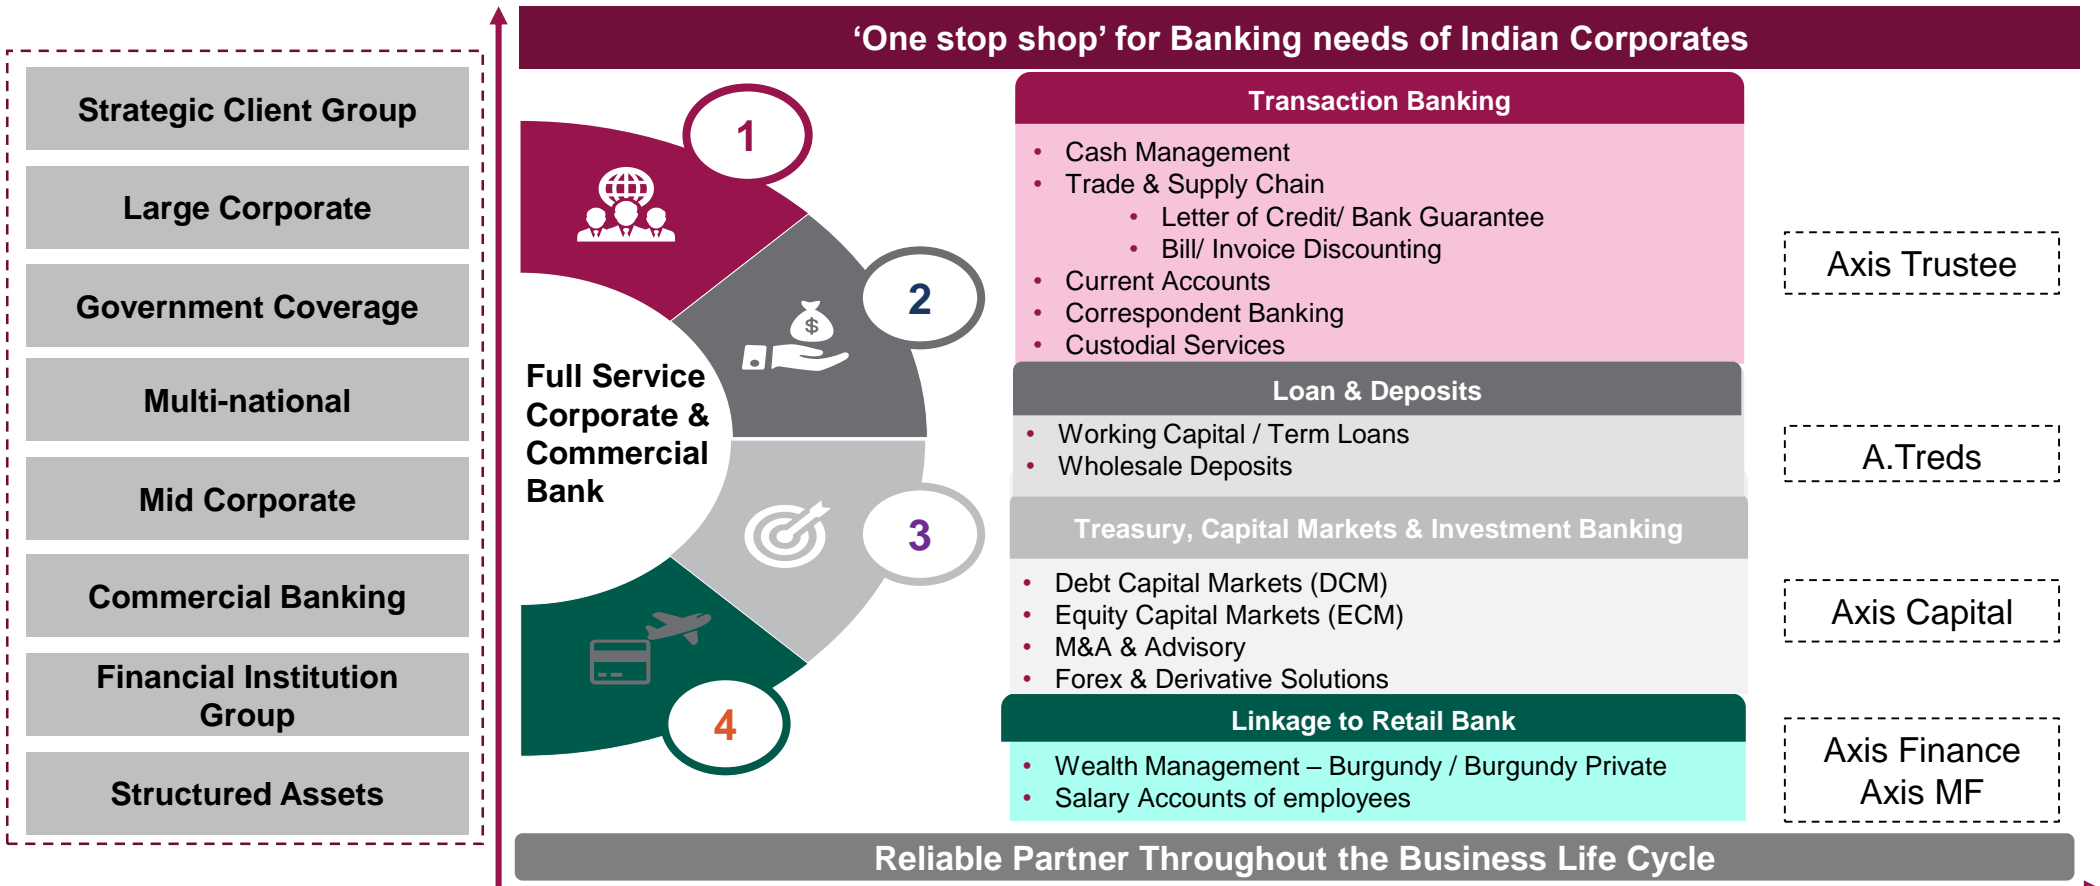 ‘One stop shop’ for Banking needs of Indian Corporates
Strategic Client Group
Large Corporate
Government Coverage
Multi-national
Mid Corporate
Commercial Banking
Financial Institution
Group
Structured Assets
Full Service
Corporate &
Commercial
Bank
1
2
$
3
4
Transaction Banking
• Cash Management
• Trade & Supply Chain
• Letter of Credit/ Bank Guarantee
• Bill/ Invoice Discounting
• Current Accounts
• Correspondent Banking
• Custodial Services
Loan & Deposits
• Working Capital / Term Loans
• Wholesale Deposits
Treasury, Capital Markets & Investment Banking
• Debt Capital Markets (DCM)
• Equity Capital Markets (ECM)
• M&A & Advisory
• Forex & Derivative Solutions
Linkage to Retail Bank
• Wealth Management – Burgundy / Burgundy Private
• Salary Accounts of employees
Axis Trustee
A.Treds
Axis Capital
Axis Finance
Axis MF
Reliable Partner Throughout the Business Life Cycle